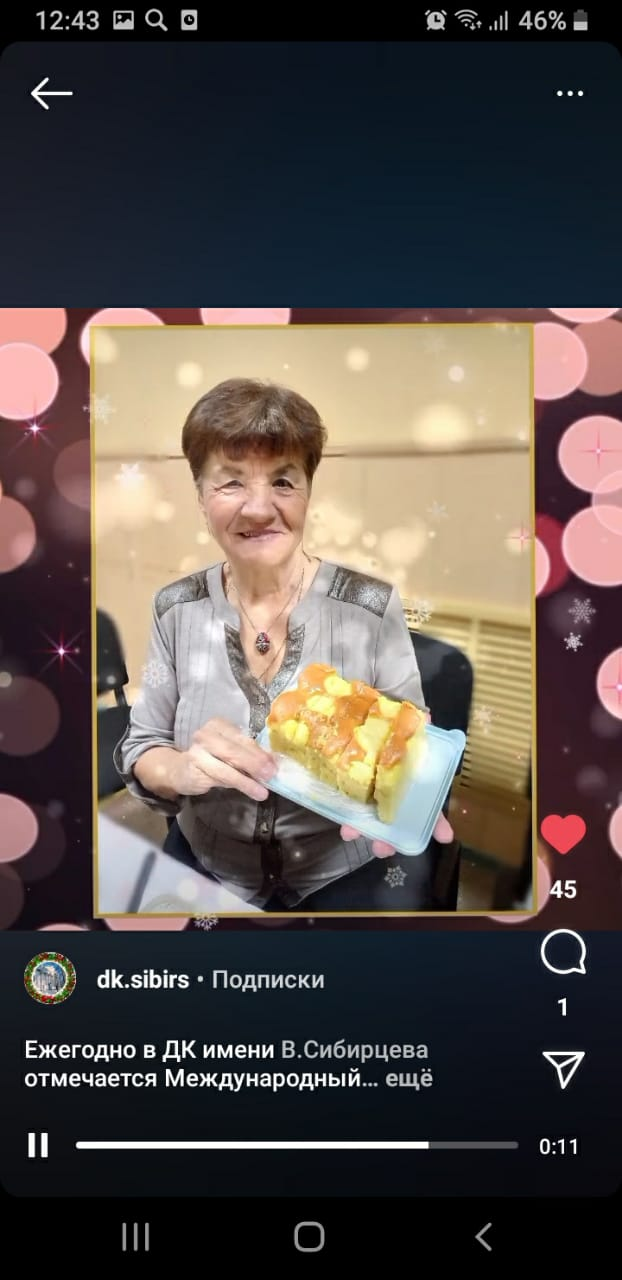 12:43
46%
45
dk.sibirs • Подписки
1
Ежегодно в ДК имени В.Сибирцева
отмечается Международный... ещё
0:11